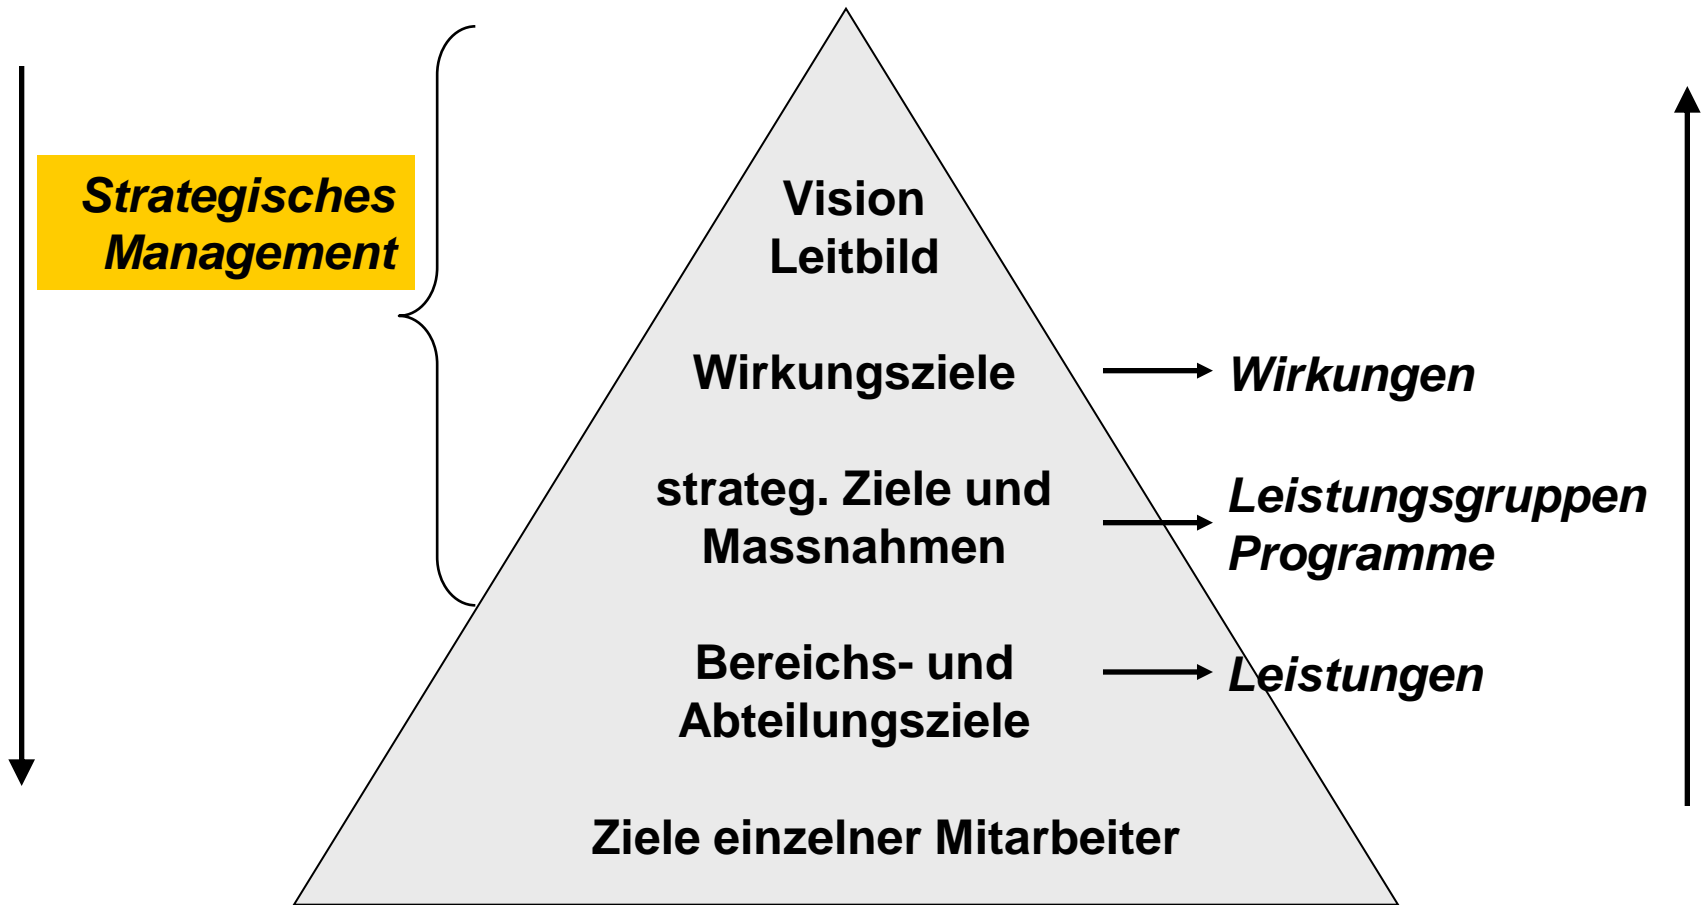 Strategisches
Management
Vision
Leitbild
Wirkungsziele
Wirkungen
strateg. Ziele und
Massnahmen
Leistungsgruppen
Programme
Bereichs- und
Abteilungsziele
Leistungen
Ziele einzelner Mitarbeiter